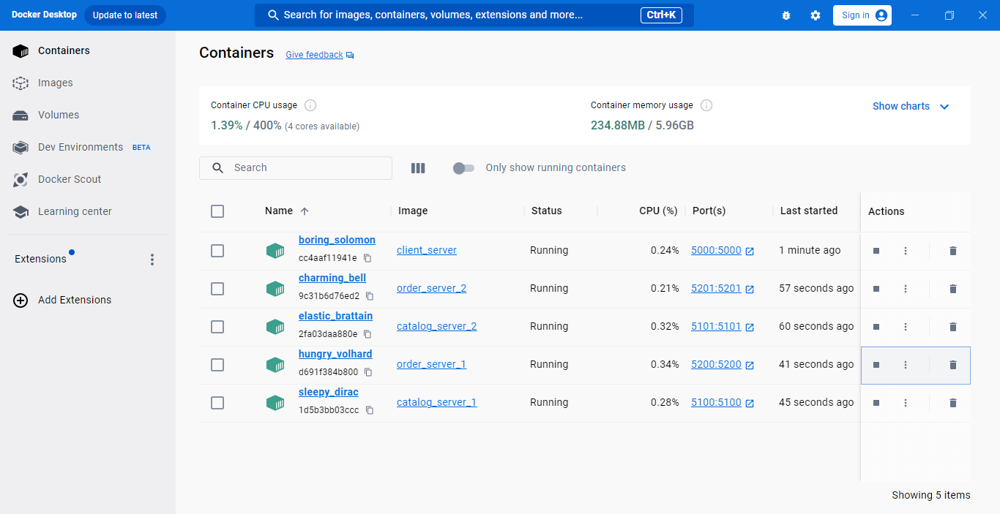 Docker Desktop Update to latest Search for images, containers, volumes, extensions and more... Ctrl+K Sign in
Containers
Images
Volumes
Dev Environments BETA
Docker Scout
Learning center
Extensions
Add Extensions
Containers Give feedback
Container CPU usage
1.39% / 400% (4 cores available)
Container memory usage
234.88MB / 5.96GB
Show charts
Search Only show running containers
Name Image Status CPU (%) Port(s) Last started Actions
boring_solomon
cc4aaf11941e client_server Running 0.24% 5000:5000 1 minute ago
charming_bell
9c31b6d76ed2 order_server_2 Running 0.21% 5201:5201 57 seconds ago
elastic_brattain
2fa03daa880e catalog_server_2 Running 0.32% 5101:5101 60 seconds ago
hungry_volhard
d691f384b800 order_server_1 Running 0.34% 5200:5200 41 seconds ago
sleepy_dirac
1d5b3bb03ccc catalog_server_1 Running 0.28% 5100:5100 45 seconds ago
Showing 5 items